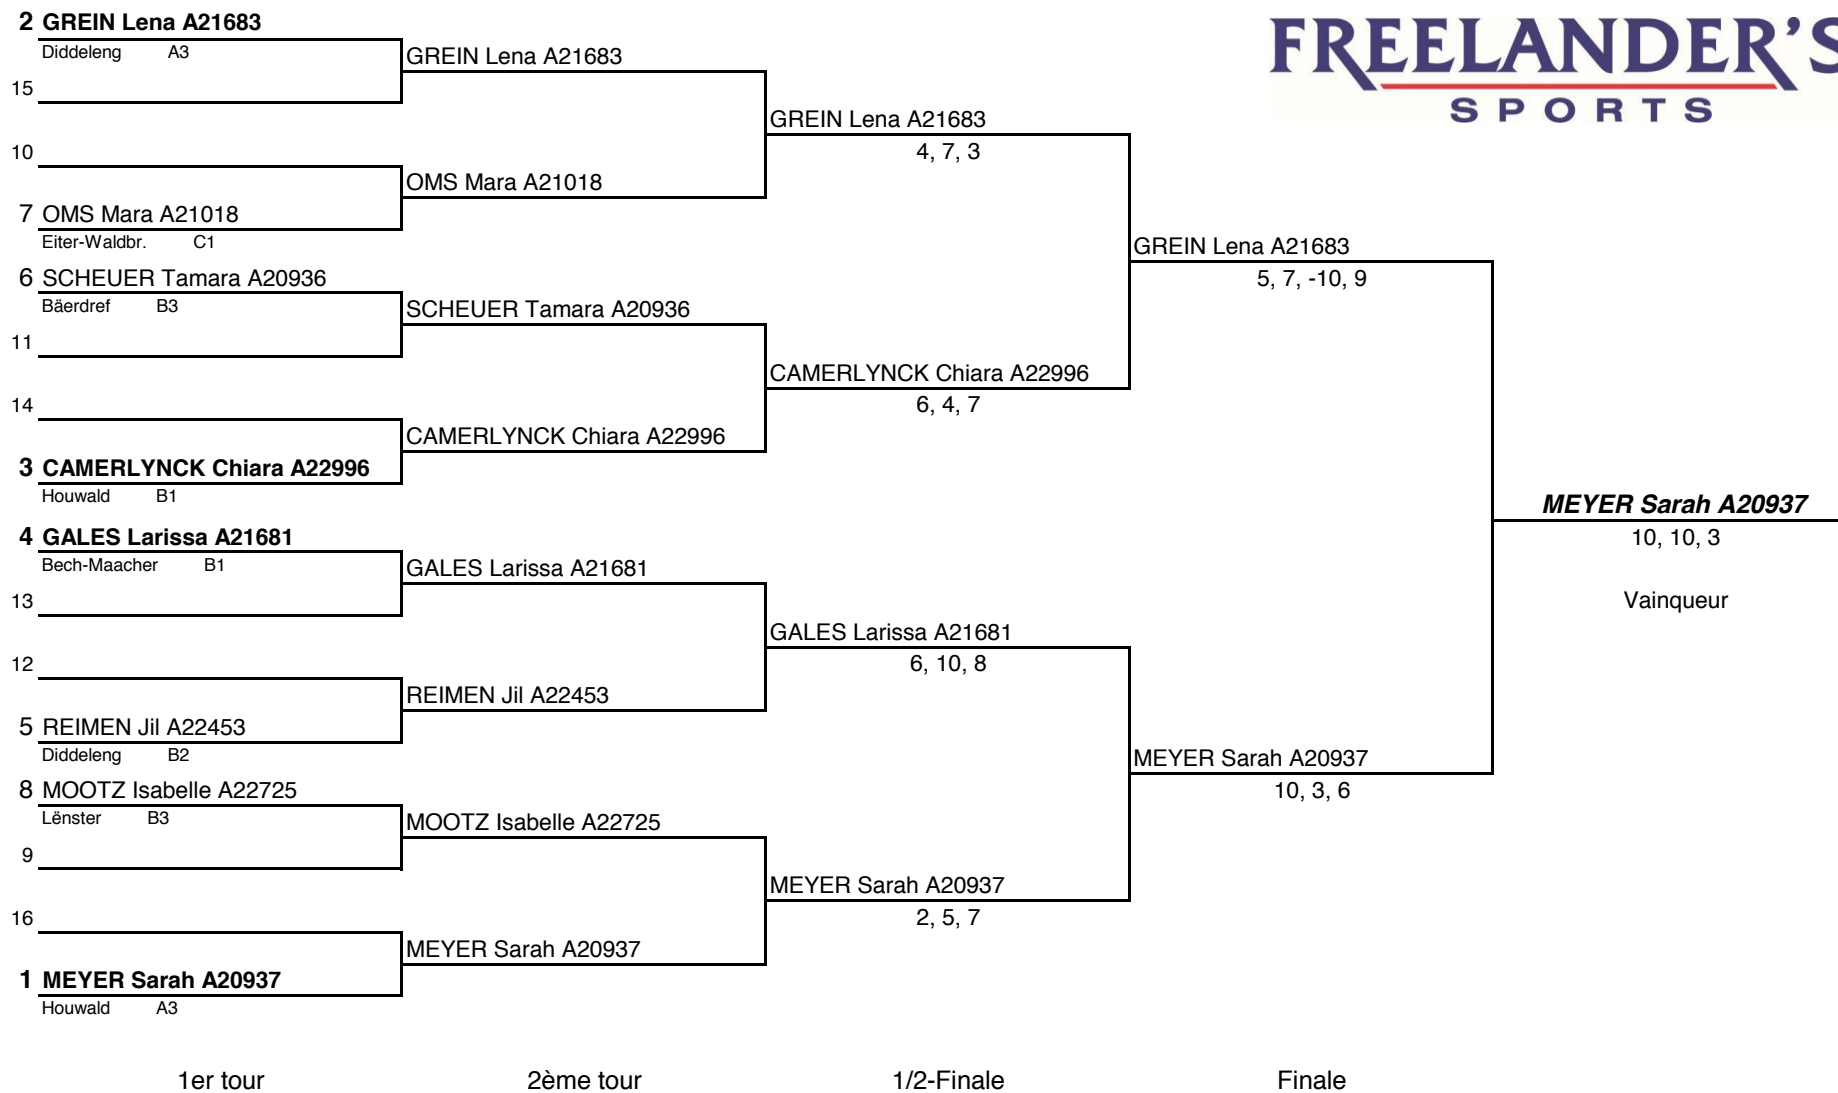 FREELANDER'S
SPORTS
2 GREIN Lena A21683
Diddeleng A3
15
10
7 OMS Mara A21018
Eiter-Waldbr. C1
6 SCHEUER Tamara A20936
Bäerdref B3
11
14
3 CAMERLYNCK Chiara A22996
Houwald B1
4 GALES Larissa A21681
Bech-Maacher B1
13
12
5 REIMEN Jil A22453
Diddeleng B2
8 MOOTZ Isabelle A22725
Lënster B3
9
16
1 MEYER Sarah A20937
Houwald A3
1er tour
GREIN Lena A21683
OMS Mara A21018
SCHEUER Tamara A20936
CAMERLYNCK Chiara A22996
GALES Larissa A21681
REIMEN Jil A22453
MOOTZ Isabelle A22725
MEYER Sarah A20937
2ème tour
GREIN Lena A21683
4, 7, 3
CAMERLYNCK Chiara A22996
6, 4, 7
GALES Larissa A21681
6, 10, 8
MEYER Sarah A20937
2, 5, 7
1/2-Finale
GREIN Lena A21683
5, 7, -10, 9
MEYER Sarah A20937
10, 3, 6
Finale
MEYER Sarah A20937
10, 10, 3
Vainqueur